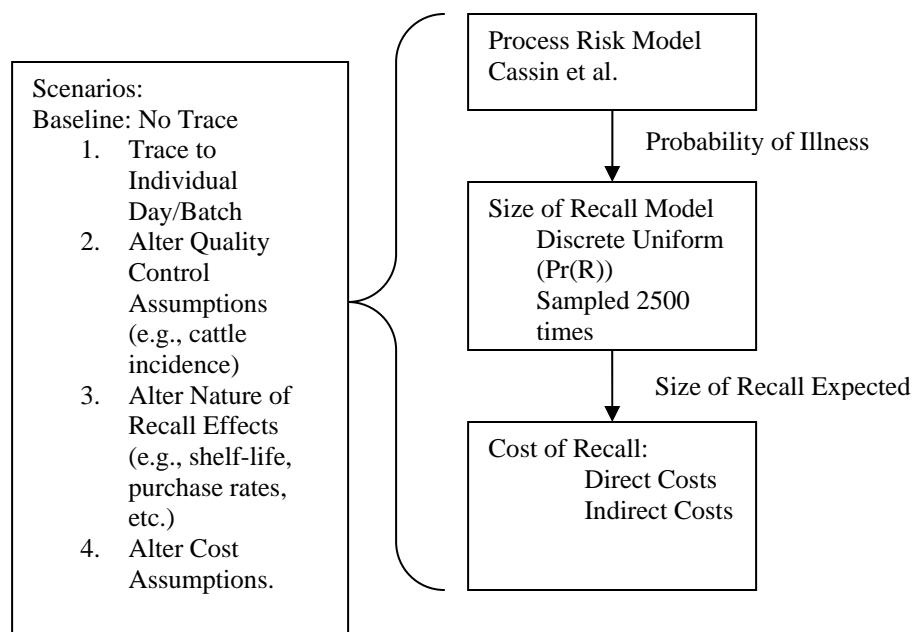 Scenarios:
Baseline: No Trace
1. Trace to
Individual
Day/Batch
2. Alter Quality
Control
Assumptions
(e.g., cattle
incidence)
3. Alter Nature of
Recall Effects
(e.g., shelf-life,
purchase rates,
etc.)
4. Alter Cost
Assumptions.
Process Risk Model
Cassin et al.
Probability of Illness
Size of Recall Model
Discrete Uniform
(Pr(R))
Sampled 2500
times
Size of Recall Expected
Cost of Recall:
Direct Costs
Indirect Costs